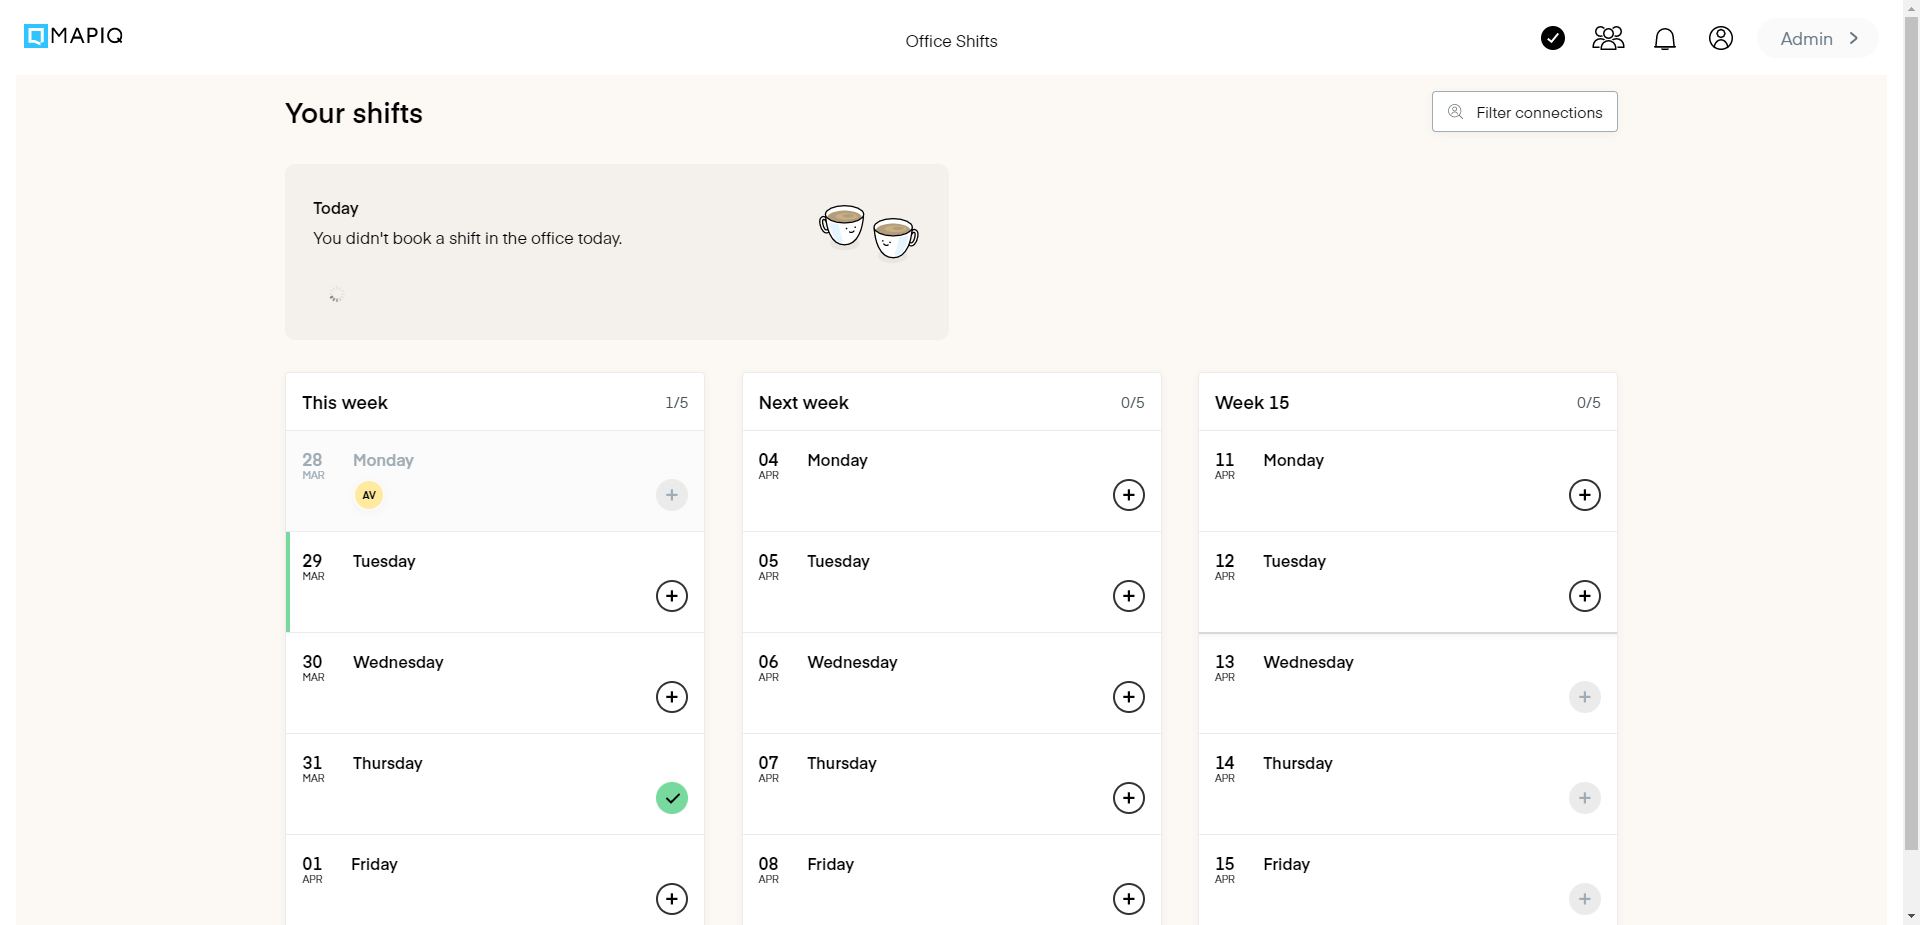 MAPIQ
Office Shifts
Admin
Your shifts
Filter connections
Today
You didn't book a shift in the office today.
This week 1/5
28 Monday
MAR
AV
29 Tuesday
MAR
30 Wednesday
MAR
31 Thursday
MAR
01 Friday
APR
Next week 0/5
04 Monday
APR
05 Tuesday
APR
06 Wednesday
APR
07 Thursday
APR
08 Friday
APR
Week 15 0/5
11 Monday
APR
12 Tuesday
APR
13 Wednesday
APR
14 Thursday
APR
15 Friday
APR